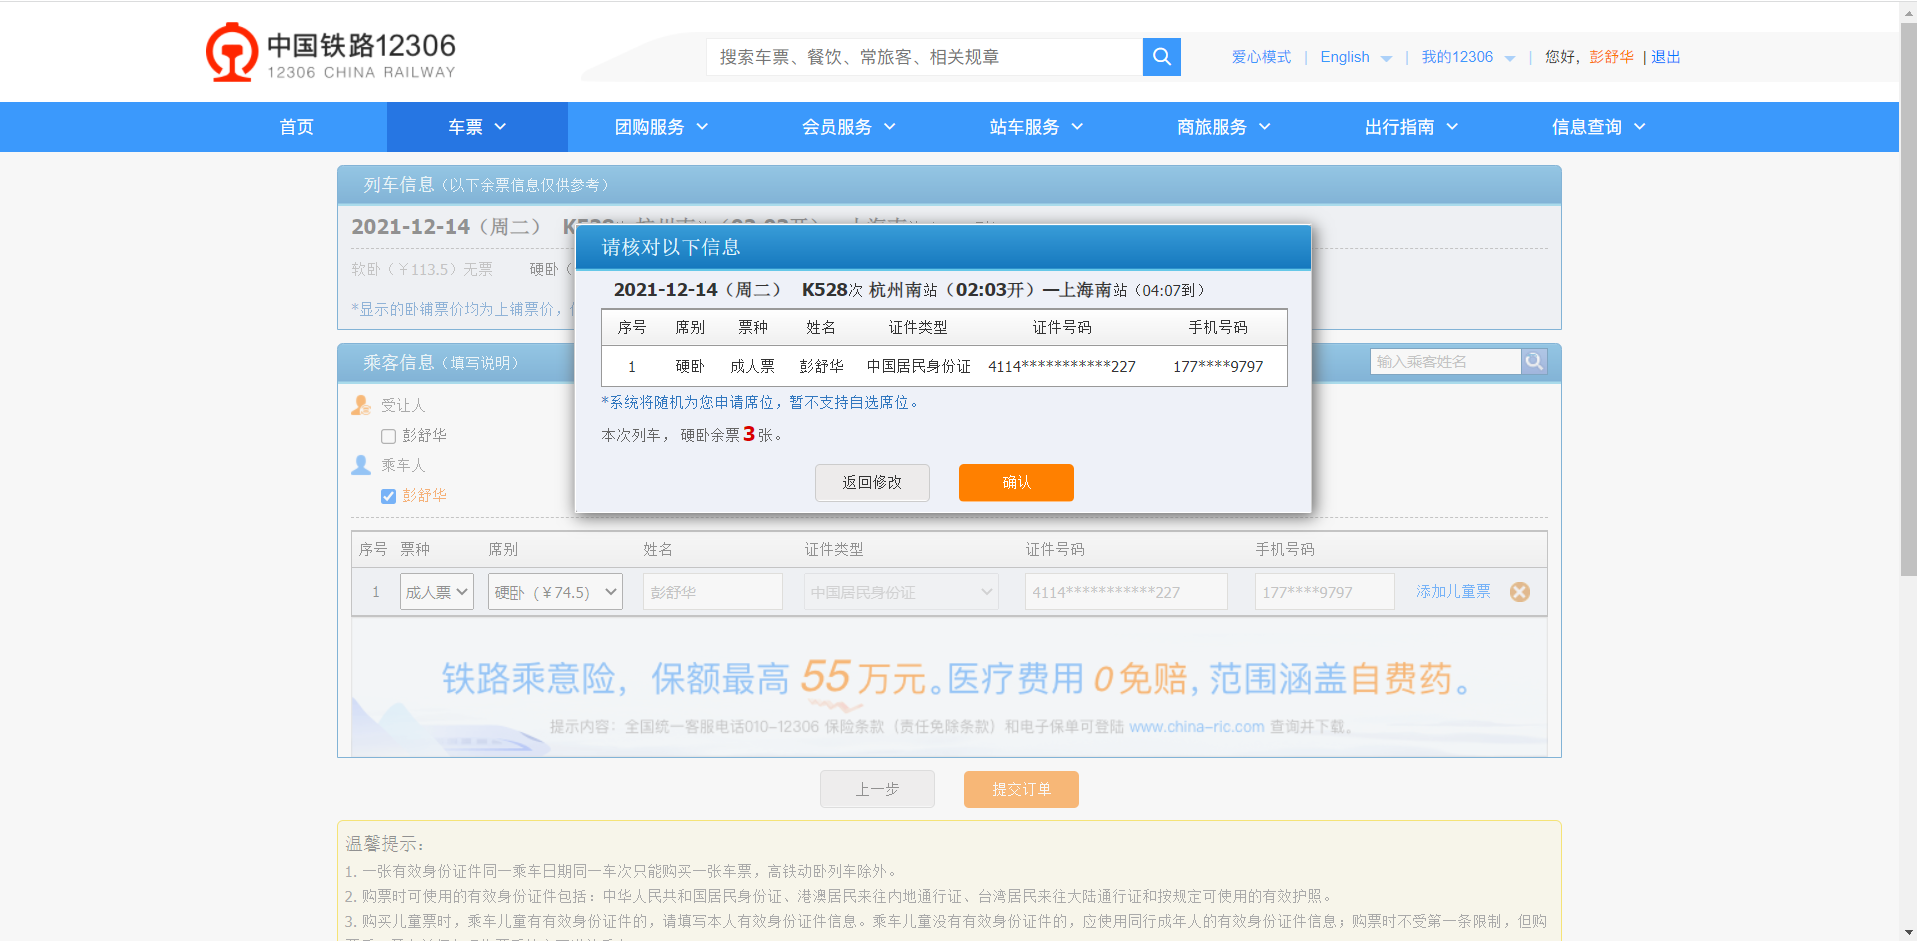 中国铁路12306
12306 CHINA RAILWAY
搜索车票、餐饮、常旅客、相关规章
爱心模式 | English | 我的12306 | 您好，彭舒华 | 退出
首页 车票 团购服务 会员服务 站车服务 商旅服务 出行指南 信息查询
列车信息（以下余票信息仅供参考）
2021-12-14（周二） K528
软卧（￥113.5）无票 硬卧（
*显示的卧铺票价均为上铺票价，
请核对以下信息
2021-12-14（周二） K528次 杭州南站（02:03开）—上海南站（04:07到）
序号 席别 票种 姓名 证件类型 证件号码 手机号码
1 硬卧 成人票 彭舒华 中国居民身份证 4114***********227 177****9797
*系统将随机为您申请席位，暂不支持自选席位。
本次列车， 硬卧余票3张。
返回修改 确认
乘客信息（填写说明） 输入乘客姓名
受让人
彭舒华
乘车人
彭舒华
序号 票种 席别 姓名 证件类型 证件号码 手机号码
1 成人票 硬卧（￥74.5） 彭舒华 中国居民身份证 4114***********227 177****9797 添加儿童票
铁路乘意险，保额最高55万元。医疗费用0免赔，范围涵盖自费药。
提示内容：全国统一客服电话010-12306 保险条款（责任免除条款）和电子保单可登陆 www.china-ric.com 查询并下载。
上一步 提交订单
温馨提示：
1. 一张有效身份证件同一乘车日期同一车次只能购买一张车票，高铁动卧列车除外。
2. 购票时可使用的有效身份证件包括：中华人民共和国居民身份证、港澳居民来往内地通行证、台湾居民来往大陆通行证和按规定可使用的有效护照。
3. 购买儿童票时，乘车儿童有有效身份证件的，请填写本人有效身份证件信息。乘车儿童没有有效身份证件的，应使用同行成年人的有效身份证件信息；购票时不受第一条限制，但购